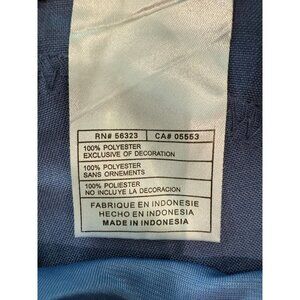 RN# 56323 CA# 05553
100% POLYESTER
EXCLUSIVE OF DECORATION
100% POLYESTER
SANS ORNEMENTS
100% POLIESTER
NO INCLUYE LA DECORACION
FABRIQUE EN INDONESIE
HECHO EN INDONESIA
MADE IN INDONESIA